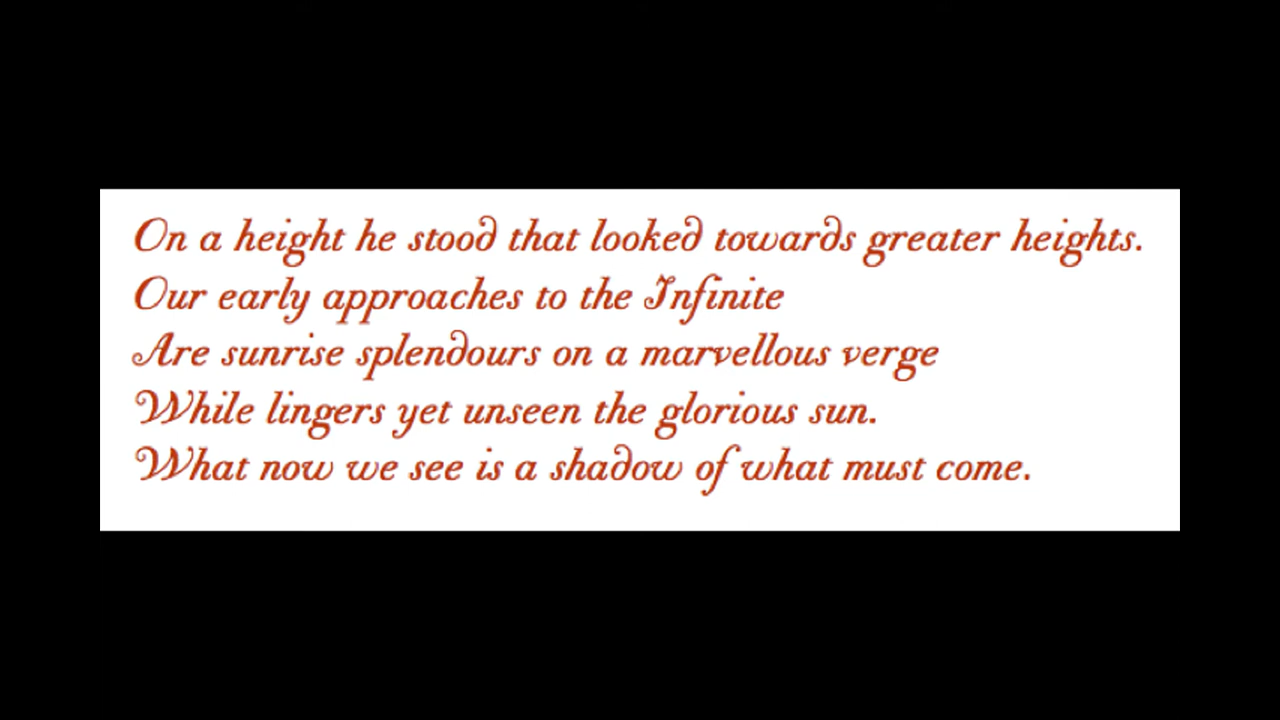 On a height he stood that looked towards greater heights.
Our early approaches to the Infinite
Are sunrise splendours on a marvellous verge
While lingers yet unseen the glorious sun.
What now we see is a shadow of what must come.